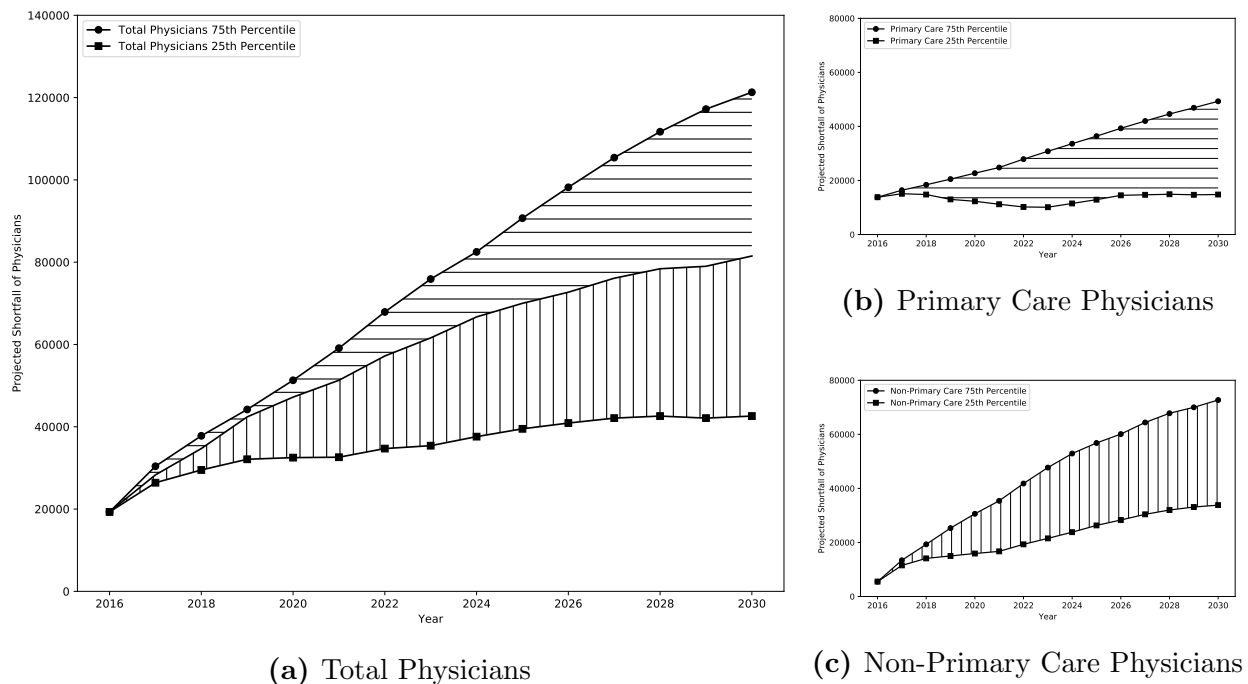 140000
120000
100000
80000
60000
40000
20000
0
Projected Shortfall of Physicians
Total Physicians 75th Percentile
Total Physicians 25th Percentile
2016 2018 2020 2022 2024 2026 2028 2030
Year
(a) Total Physicians
80000
60000
40000
20000
0
Projected Shortfall of Physicians
Primary Care 75th Percentile
Primary Care 25th Percentile
2016 2018 2020 2022 2024 2026 2028 2030
Year
(b) Primary Care Physicians
80000
60000
40000
20000
0
Projected Shortfall of Physicians
Non-Primary Care 75th Percentile
Non-Primary Care 25th Percentile
2016 2018 2020 2022 2024 2026 2028 2030
Year
(c) Non-Primary Care Physicians